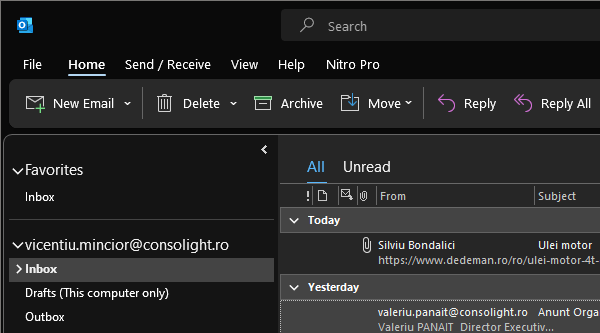 Search
File Home Send / Receive View Help Nitro Pro
New Email Delete Archive Move Reply Reply All
Favorites
All Unread
Inbox
! From Subject
Today
vicentiu.mincior@consolight.ro
Silviu Bondalici Ulei motor
https://www.dedeman.ro/ro/ulei-motor-4t-
Inbox
Drafts (This computer only)
Yesterday
Outbox
valeriu.panait@consolight.ro Anunt Orga
Valeriu PANAIT Director Executiv...